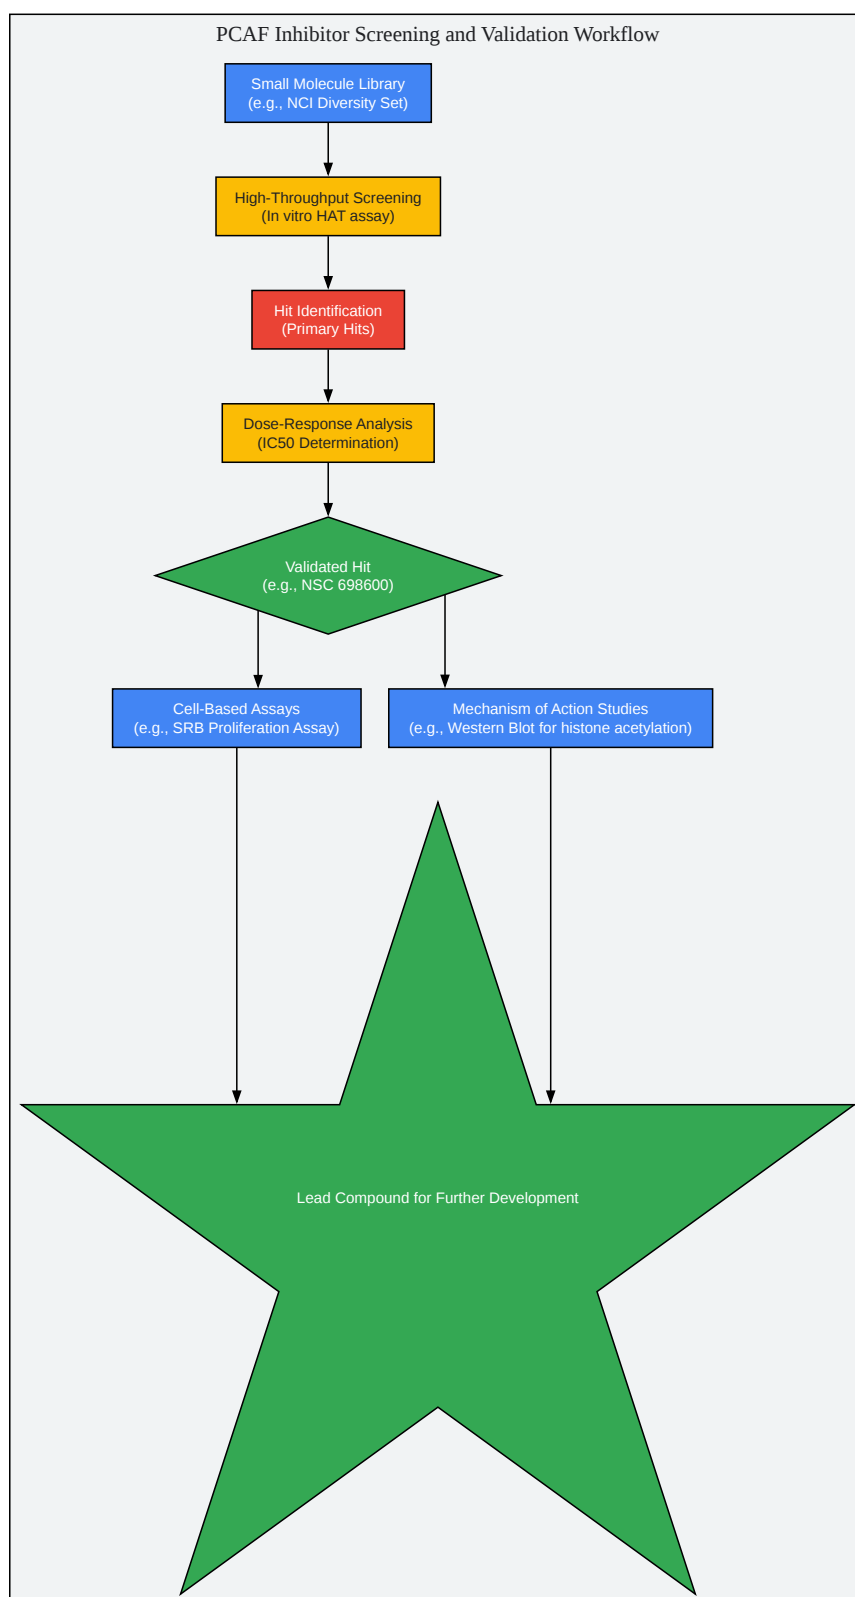 PCAF Inhibitor Screening and Validation Workflow
Small Molecule Library
(e.g., NCI Diversity Set)
High-Throughput Screening
(In vitro HAT assay)
Hit Identification
(Primary Hits)
Dose-Response Analysis
(IC50 Determination)
Validated Hit
(e.g., NSC 698600)
Cell-Based Assays
(e.g., SRB Proliferation Assay)
Mechanism of Action Studies
(e.g., Western Blot for histone acetylation)
Lead Compound for Further Development